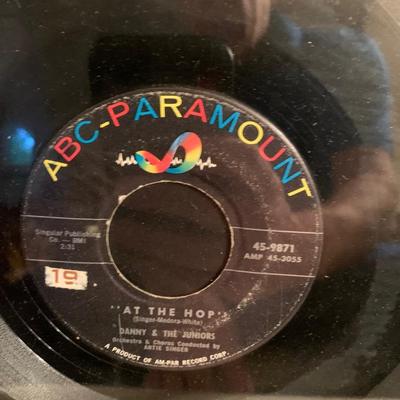 ABC-PARAMOUNT
Singular Publishing
Co. — BMI
2:31
45-9871
AMP 45-3055
19
"AT THE HOP"
(Singer-Medora-White)
DANNY & THE JUNIORS
Orchestra & Chorus Conducted by
ARTIE SINGER
A PRODUCT OF AM-PAR RECORD CORP.